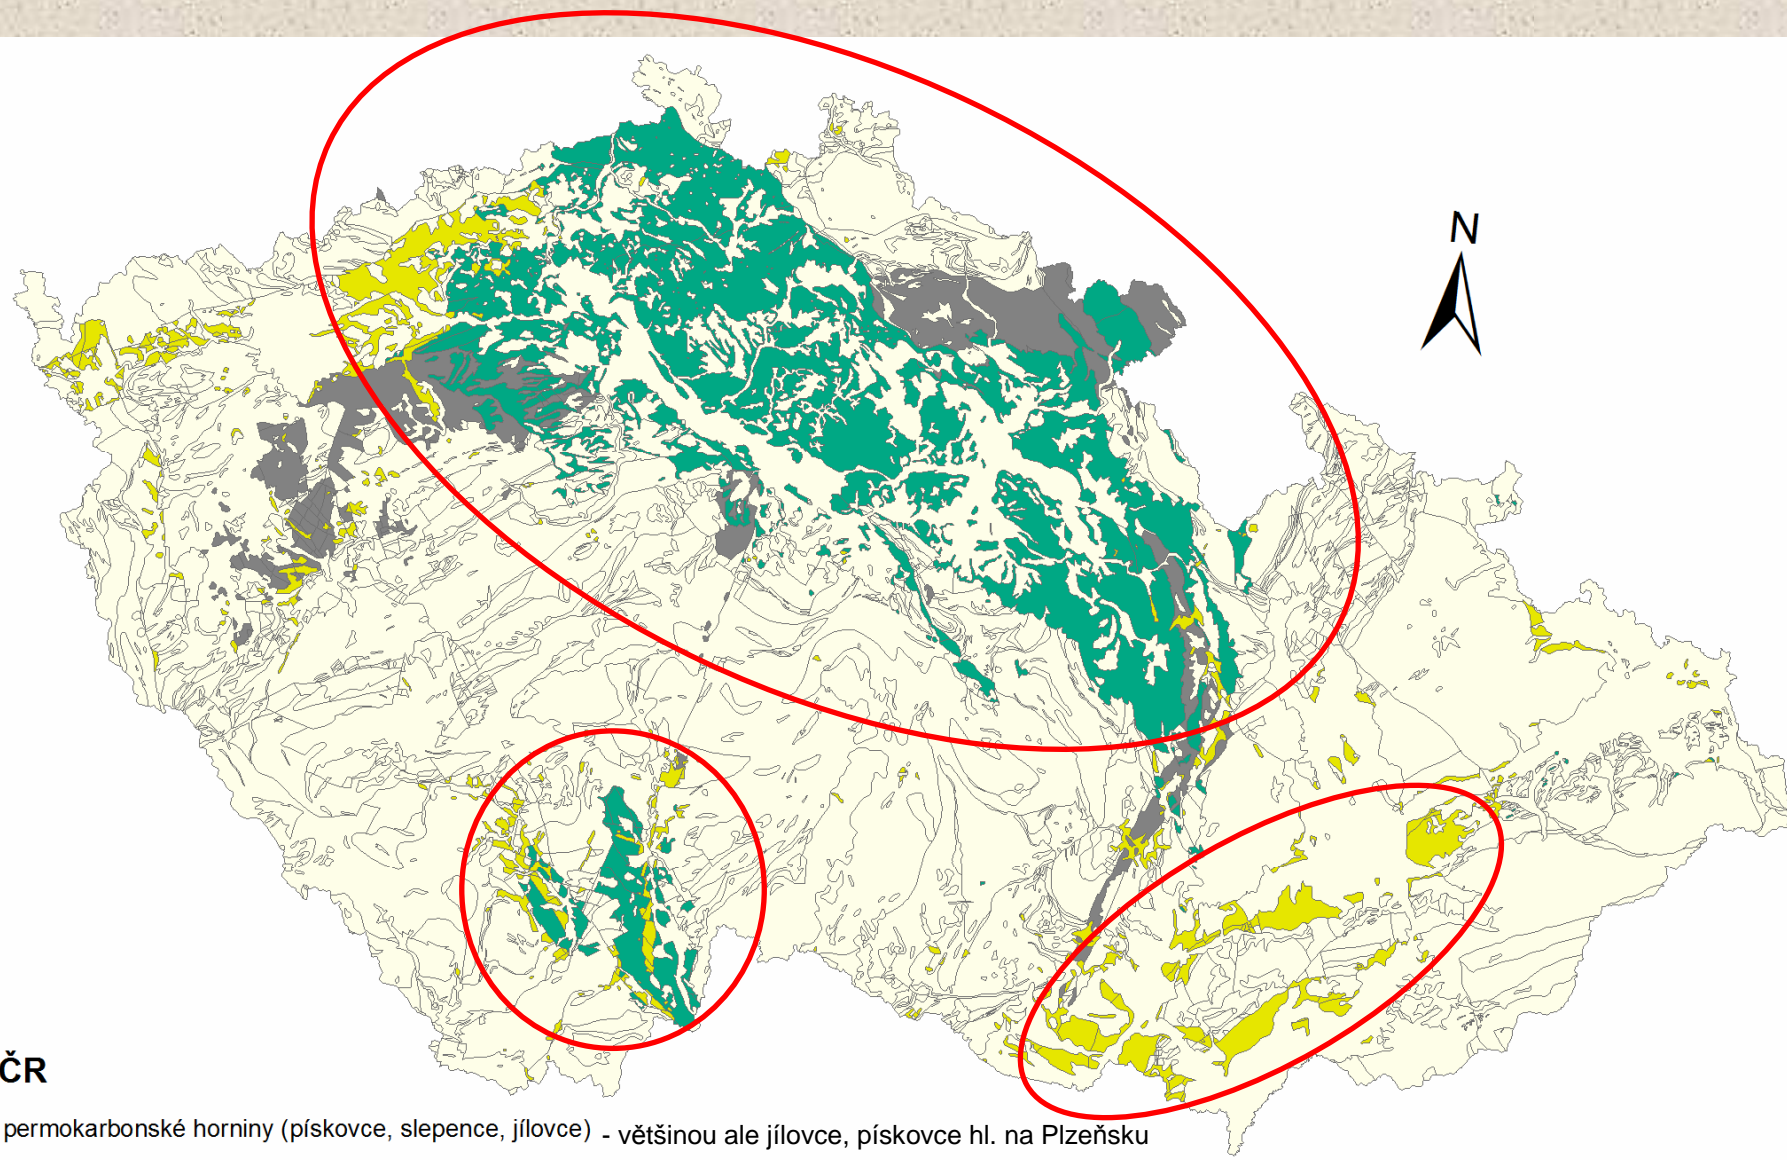 N
ČR
permokarbonské horniny (pískovce, slepence, jílovce) - většinou ale jílovce, pískovce hl. na Plzeňsku